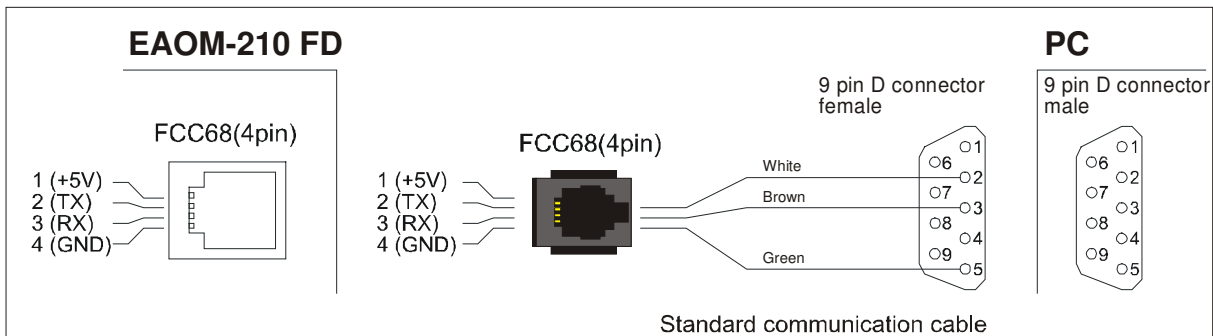 EAOM-210 FD
FCC68(4pin)
1 (+5V)
2 (TX)
3 (RX)
4 (GND)
FCC68(4pin)
1 (+5V)
2 (TX)
3 (RX)
4 (GND)
White
Brown
Green
9 pin D connector
female
1
6
2
7
3
8
4
9
5
Standard communication cable
PC
9 pin D connector
male
1
6
2
7
3
8
4
9
5